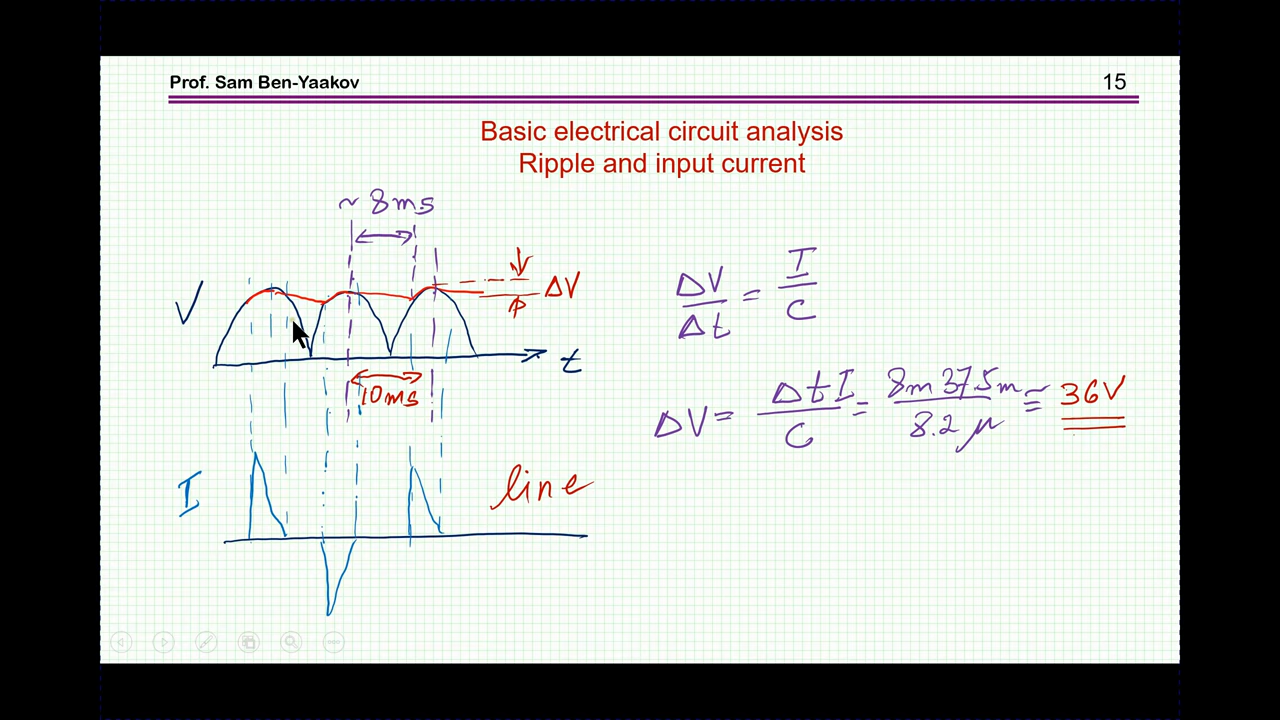 Prof. Sam Ben-Yaakov
15
Basic electrical circuit analysis
Ripple and input current
~ 8ms
V
ΔV
t
10ms
I
line
ΔV/Δt = I/C
ΔV = ΔtI/C = 8m 37.5m/8.2μ ≅ 36V